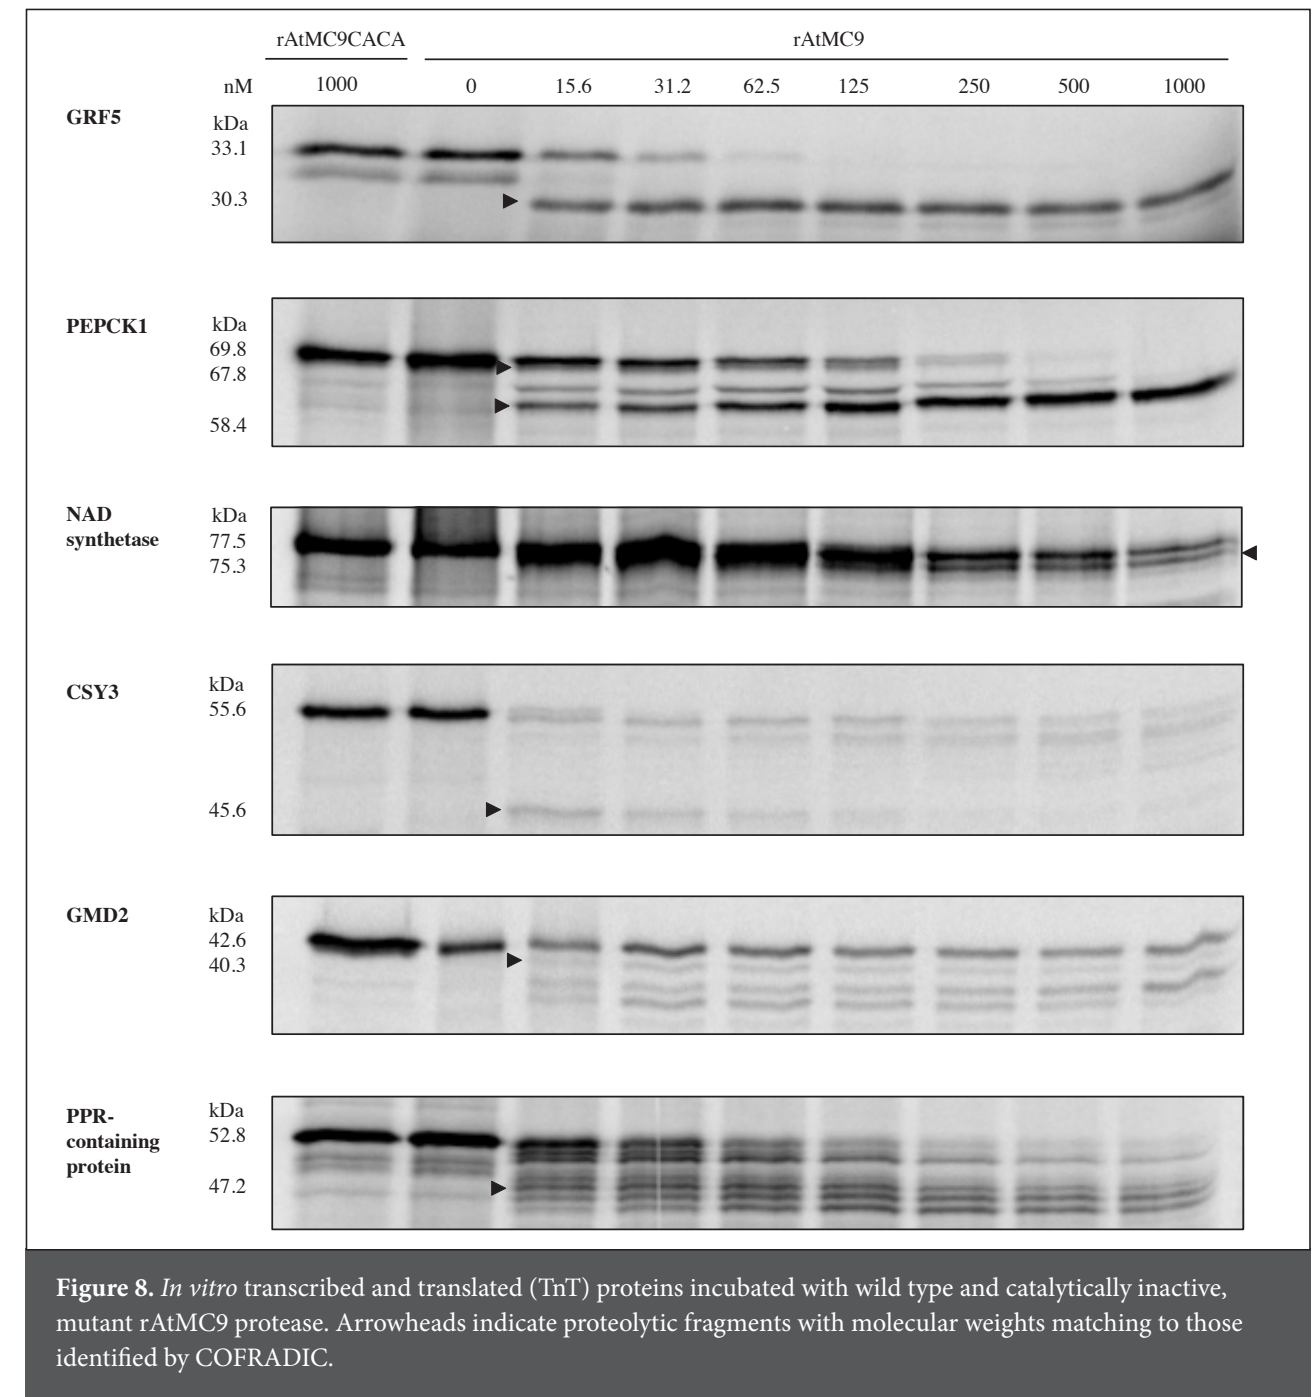 rAtMC9CACA rAtMC9
nM 1000 0 15.6 31.2 62.5 125 250 500 1000
GRF5
kDa
33.1
30.3
PEPCK1
kDa
69.8
67.8
58.4
NAD
synthetase
kDa
77.5
75.3
CSY3
kDa
55.6
45.6
GMD2
kDa
42.6
40.3
PPR-
containing
protein
kDa
52.8
47.2
Figure 8. In vitro transcribed and translated (TnT) proteins incubated with wild type and catalytically inactive,
mutant rAtMC9 protease. Arrowheads indicate proteolytic fragments with molecular weights matching to those
identified by COFRADIC.